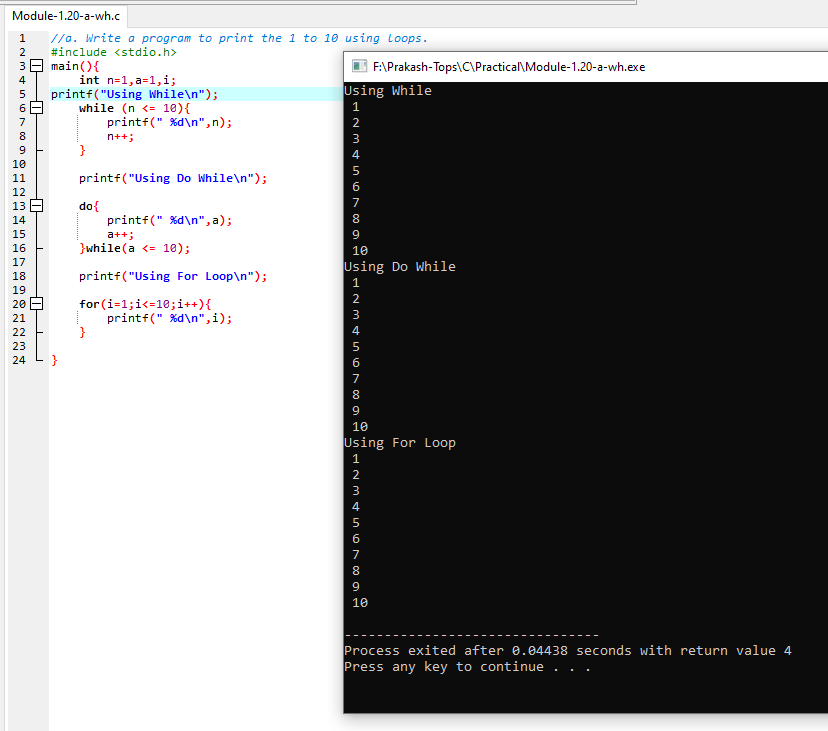 Module-1.20-a-wh.c
1 //a. Write a program to print the 1 to 10 using Loops.
2 #include <stdio.h>
3 main(){
4 int n=1,a=1,i;
5 printf("Using While\n");
6 while (n <= 10){
7 printf(" %d\n",n);
8 n++;
9 }
10
11 printf("Using Do While\n");
12
13 do{
14 printf(" %d\n",a);
15 a++;
16 }while(a <= 10);
17
18 printf("Using For Loop\n");
19
20 for(i=1;i<=10;i++){
21 printf(" %d\n",i);
22 }
23
24 }
F:\Prakash-Tops\C\Practical\Module-1.20-a-wh.exe
Using While
1
2
3
4
5
6
7
8
9
10
Using Do While
1
2
3
4
5
6
7
8
9
10
Using For Loop
1
2
3
4
5
6
7
8
9
10
--------------------------------
Process exited after 0.04438 seconds with return value 4
Press any key to continue . . .